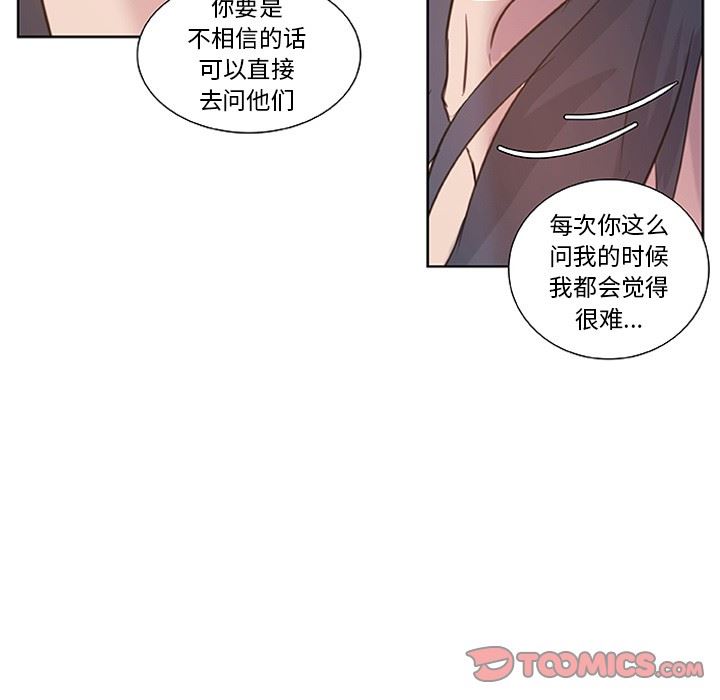 你要是
不相信的话
可以直接
去问他们
每次你这么
问我的时候
我都会觉得
很难...
TOOMICS.COM